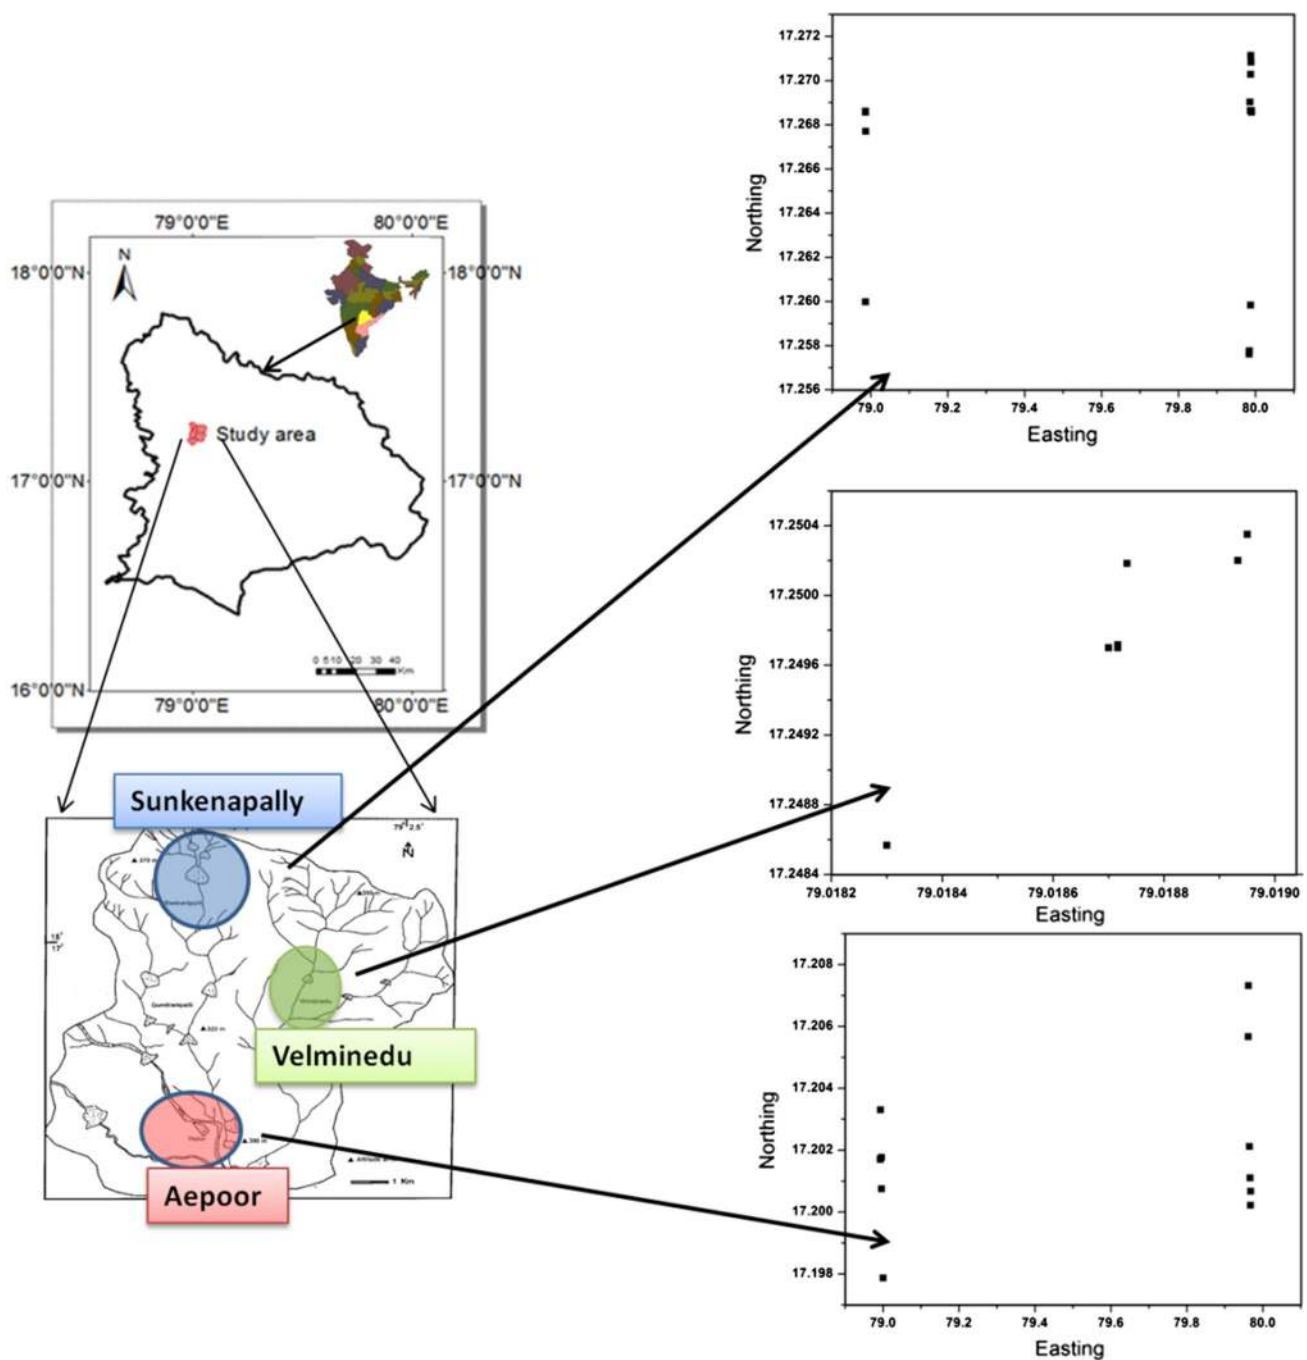 79°0'0"E 80°0'0"E
N
18°0'0"N 18°0'0"N
Study area
17°0'0"N 17°0'0"N
0 5 10 20 30 40
Km
16°0'0"N
79°0'0"E 80°0'0"E
Sunkenapally
N
Velminedu
Aepoor
1 Km
17.272
17.270
17.268
17.266
17.264
17.262
17.260
17.258
17.256
Northing
79.0 79.2 79.4 79.6 79.8 80.0
Easting
17.2504
17.2500
17.2496
17.2492
17.2488
17.2484
Northing
79.0182 79.0184 79.0186 79.0188 79.0190
Easting
17.208
17.206
17.204
17.202
17.200
17.198
Northing
79.0 79.2 79.4 79.6 79.8 80.0
Easting